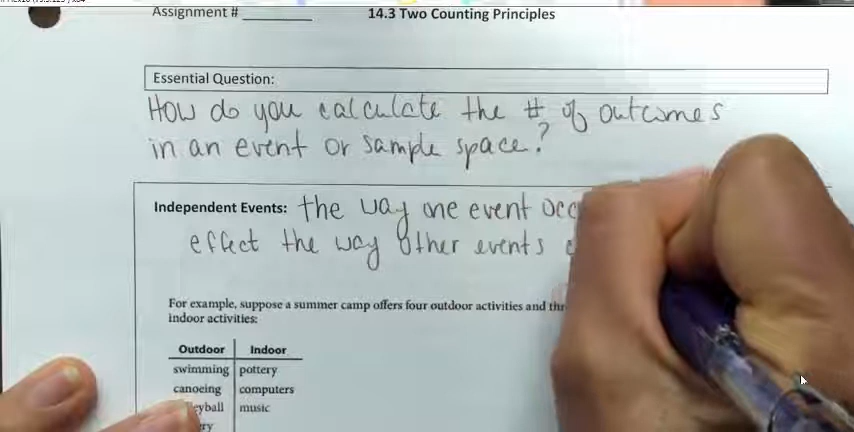 Assignment # 14.3 Two Counting Principles
Essential Question:
How do you calculate the # of outcomes
in an event or sample space?
Independent Events: the way one event
effect the way other events
For example, suppose a summer camp offers four outdoor activities and
indoor activities:
Outdoor Indoor
swimming pottery
canoeing computers
music